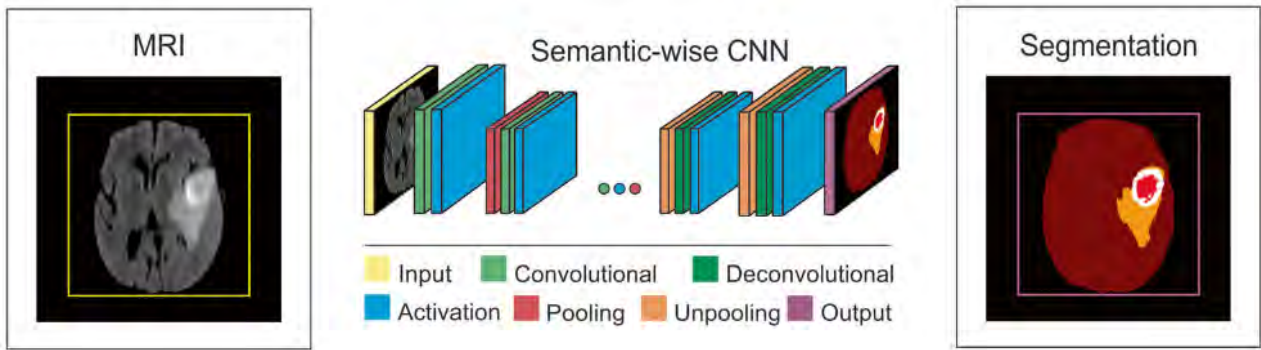 MRI
Semantic-wise CNN
Segmentation
Input
Convolutional
Deconvolutional
Activation
Pooling
Unpooling
Output